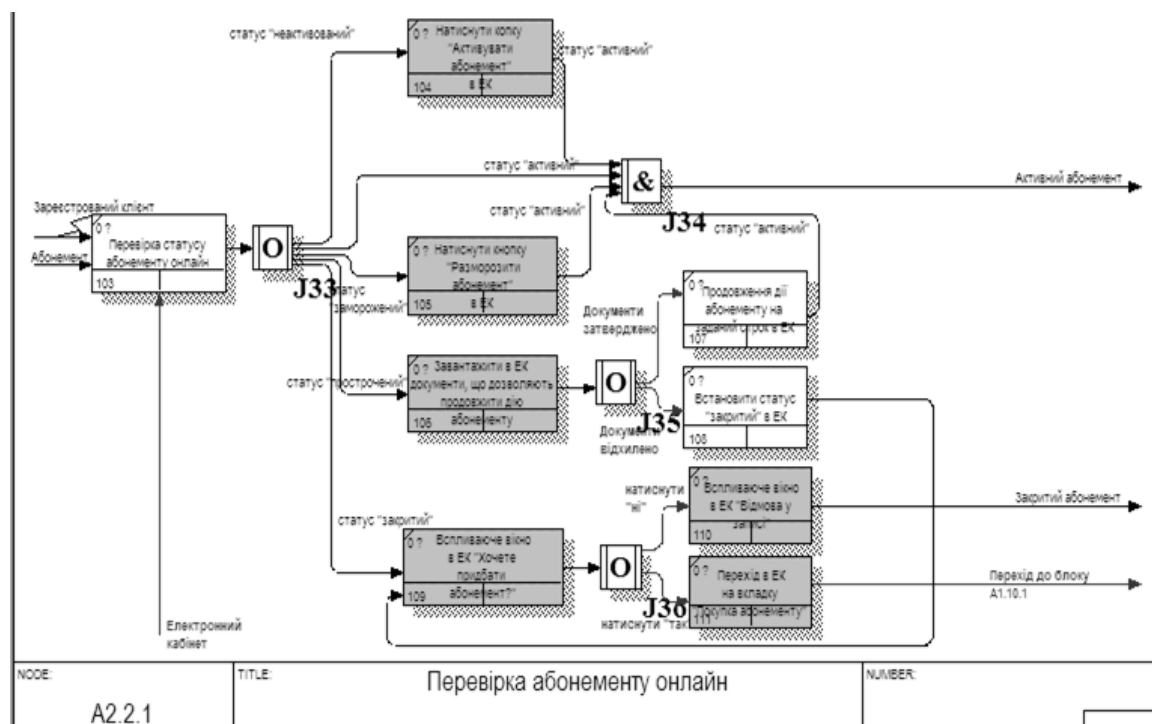 статус "неактивований"
0 ? Натиснути копку
"Активувати
абонемент"
в ЕК
104
статус "активний"
статус "активний"
&
J34
Активний абонемент
статус "активний"
статус "активний"
Зареєстрований клієнт
Абонемент
0 ?
Перевірка статусу
абонементу онлайн
103
O
J33
статус
"заморожений"
0 ? Натиснути кнопку
"Разморозити
абонемент"
в ЕК
105
Документи
затверджено
0 ?
Продовження дії
абонементу на
заданий строк в ЕК
107
статус "прострочений"
0 ? Завантажити в ЕК
документи, що дозволяють
продовжити дію
абонементу
106
O
J35
Документи
відхилено
0 ?
Встановити статус
"закритий" в ЕК
108
натиснути
"ні"
0 ?
Вспливаюче вікно
в ЕК "Відмова у
записі"
110
Закритий абонемент
статус "закритий"
0 ? Вспливаюче вікно
в ЕК "Хочете
придбати
абонемент?"
109
O
J36
натиснути "так"
0 ?
Перехід в ЕК
на вкладку
"Покупка абонементу"
111
Перехід до блоку
А1.10.1
Електронний
кабінет
NODE:
A2.2.1
TITLE:
Перевірка абонементу онлайн
NUMBER: